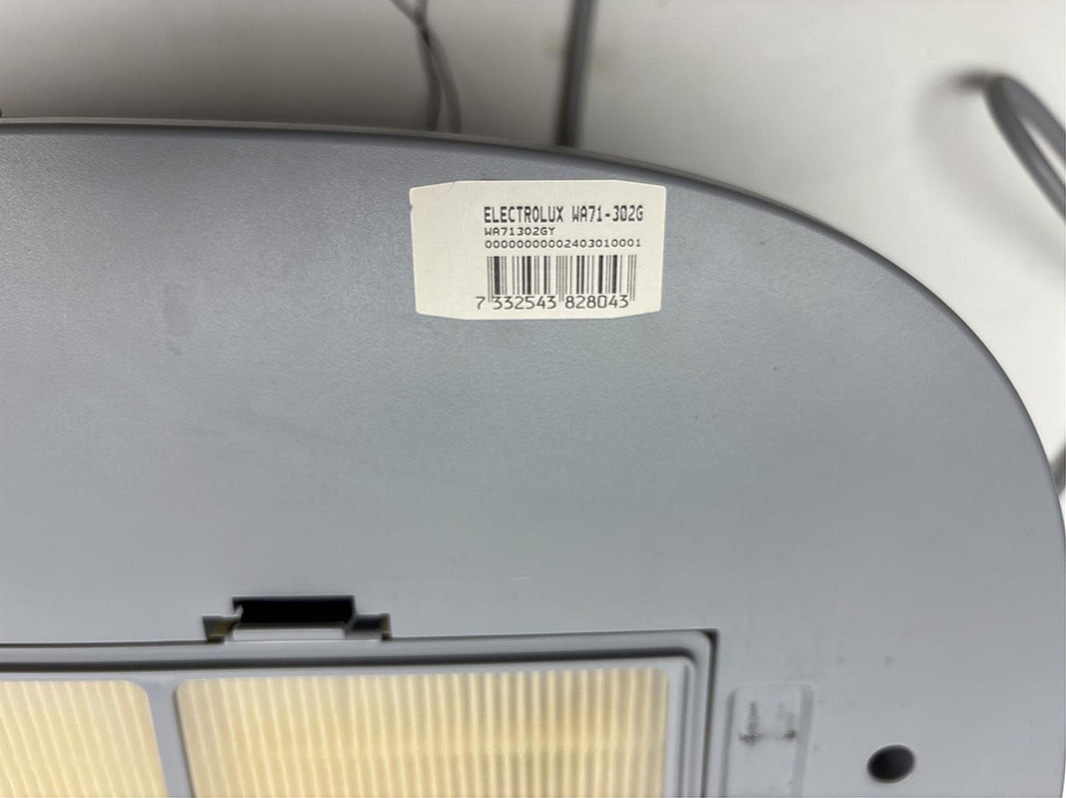 ELECTROLUX WA71-302G
WA71302GY
00000000002403010001
7 332543 828043